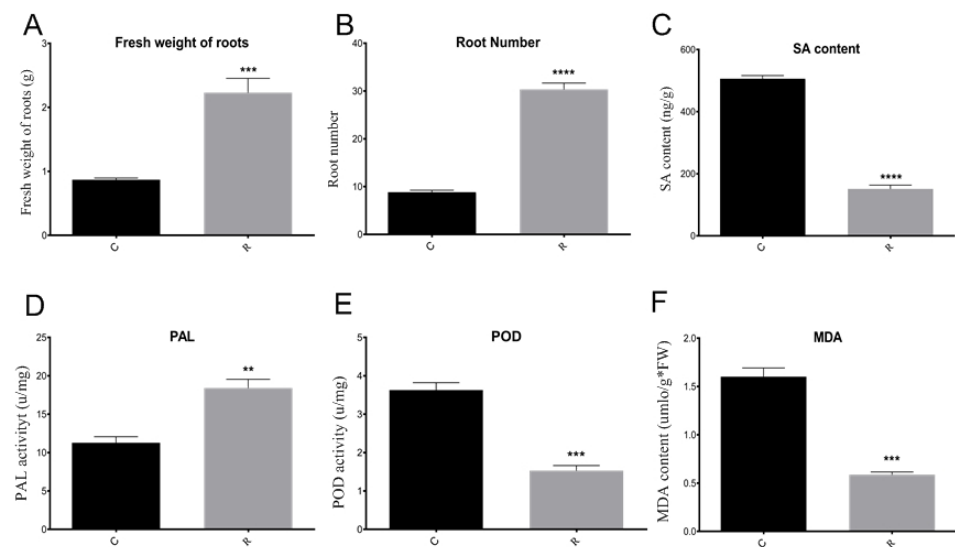 A
Fresh weight of roots
Fresh weight of roots (g)
3
2
1
0
***
C
R
B
Root Number
Root number
40
30
20
10
0
****
C
R
C
SA content
SA content (ng/g)
600
400
200
0
****
C
R
D
PAL
PAL activityt (u/mg)
25
20
15
10
5
0
**
C
R
E
POD
POD activity (u/mg)
5
4
3
2
1
0
***
C
R
F
MDA
MDA content (umlo/g*FW)
2.0
1.5
1.0
0.5
0.0
***
C
R